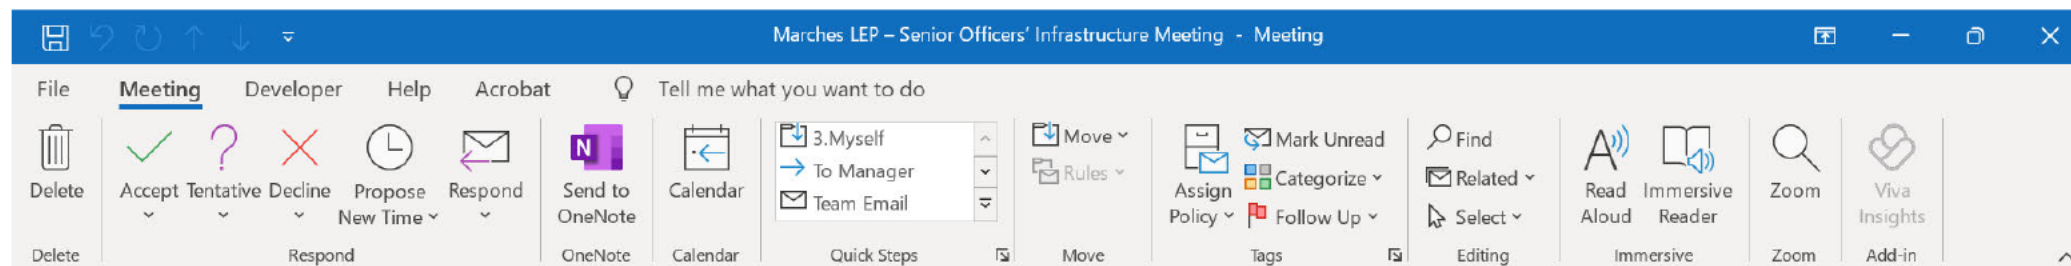 Marches LEP – Senior Officers' Infrastructure Meeting - Meeting
File Meeting Developer Help Acrobat Tell me what you want to do
Delete
Accept Tentative Decline Propose New Time Respond
Send to OneNote
Calendar
3.Myself
To Manager
Team Email
Move
Rules
Assign Policy
Mark Unread
Categorize
Follow Up
Find
Related
Select
Read Aloud
Immersive Reader
Zoom
Viva Insights
Delete Respond OneNote Calendar Quick Steps Move Tags Editing Immersive Zoom Add-in